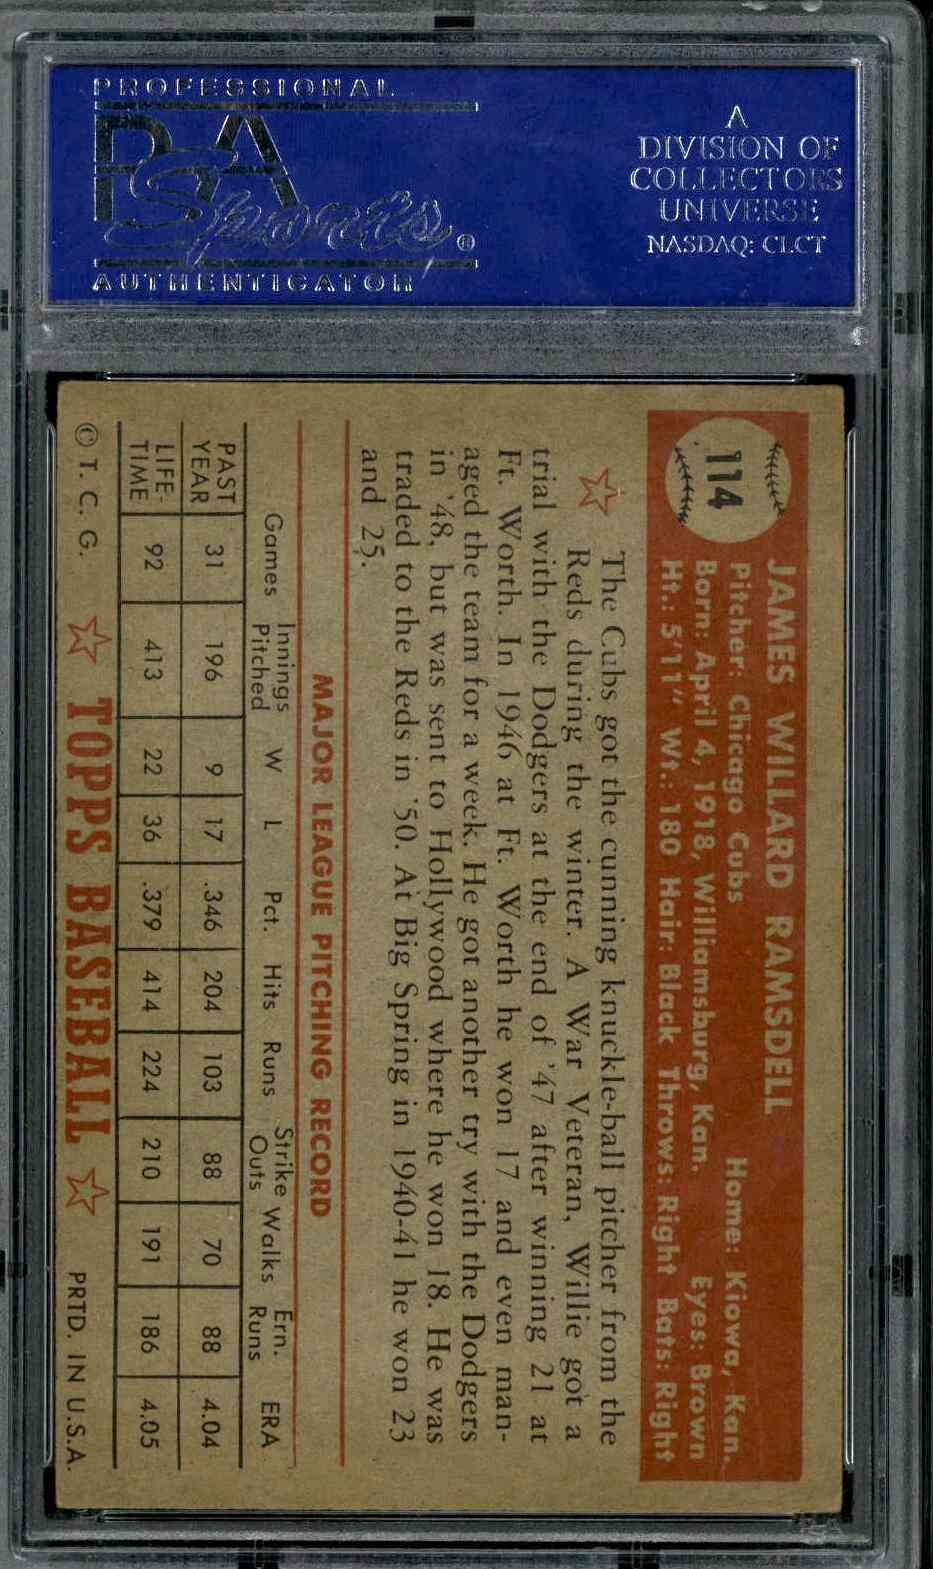 PROFESSIONAL
PSA
Sports®
AUTHENTICATOR
A
DIVISION OF
COLLECTORS
UNIVERSE
NASDAQ: CLCT
114
JAMES WILLARD RAMSDELL
Pitcher: Chicago Cubs Home: Kiowa, Kan.
Born: April 4, 1918, Williamsburg, Kan. Eyes: Brown
Ht.: 5'11" Wt.: 180 Hair: Black Throws: Right Bats: Right
The Cubs got the cunning knuckle-ball pitcher from the
Reds during the winter. A War Veteran, Willie got a
trial with the Dodgers at the end of '47 after winning 21 at
Ft. Worth. In 1946 at Ft. Worth he won 17 and even man-
aged the team for a week. He got another try with the Dodgers
in '48, but was sent to Hollywood where he won 18. He was
traded to the Reds in '50. At Big Spring in 1940-41 he won 23
and 25.
MAJOR LEAGUE PITCHING RECORD
Games Innings Pitched W L Pct. Hits Runs Strike Outs Walks Ern. Runs ERA
PAST YEAR 31 196 9 17 .346 204 103 88 70 88 4.04
LIFE-TIME 92 413 22 36 .379 414 224 210 191 186 4.05
© T. C. G. TOPPS BASEBALL PRTD. IN U.S.A.